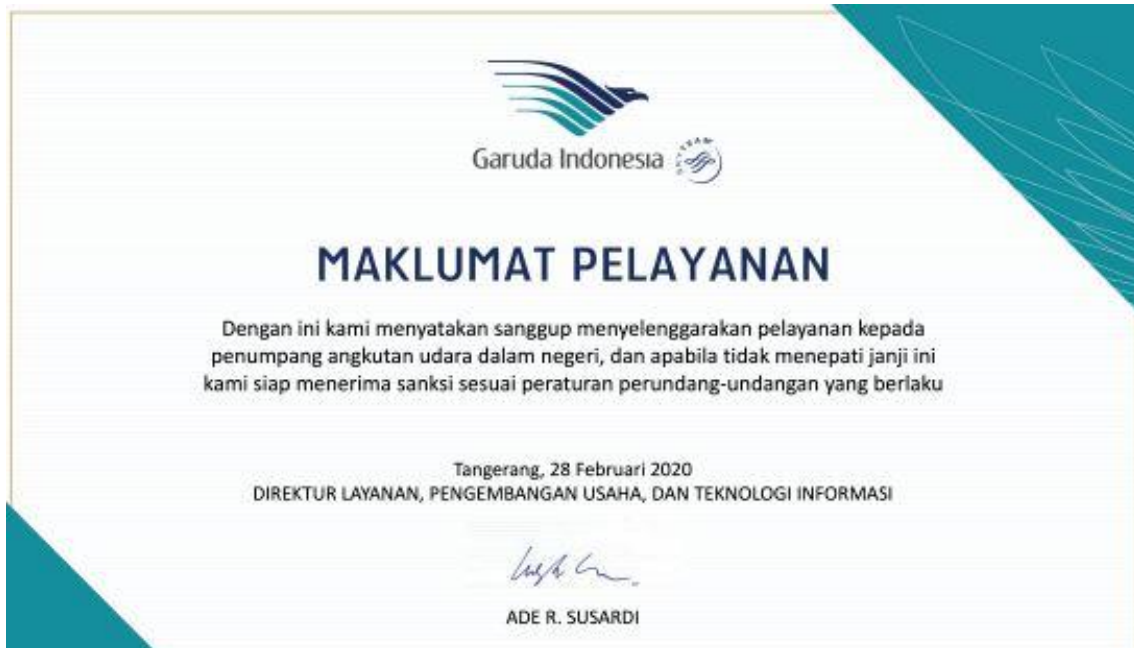 Garuda Indonesia
SKYTEAM
MAKLUMAT PELAYANAN
Dengan ini kami menyatakan sanggup menyelenggarakan pelayanan kepada
penumpang angkutan udara dalam negeri, dan apabila tidak menepati janji ini
kami siap menerima sanksi sesuai peraturan perundang-undangan yang berlaku
Tangerang, 28 Februari 2020
DIREKTUR LAYANAN, PENGEMBANGAN USAHA, DAN TEKNOLOGI INFORMASI
ADE R. SUSARDI